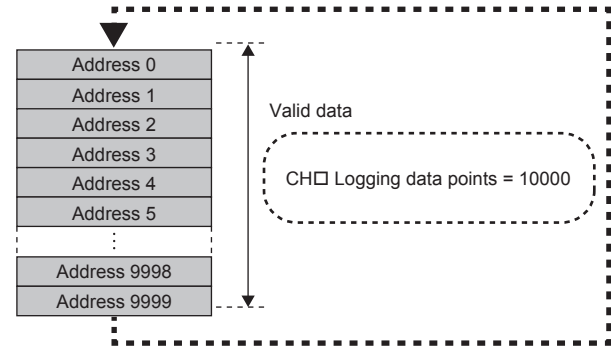 Address 0
Address 1
Address 2
Address 3
Address 4
Address 5
⋮
Address 9998
Address 9999
Valid data
CH□ Logging data points = 10000